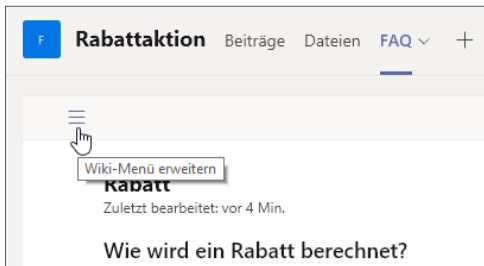 F Rabattaktion Beiträge Dateien FAQ
Wiki-Menü erweitern
Rabatt
Zuletzt bearbeitet: vor 4 Min.
Wie wird ein Rabatt berechnet?